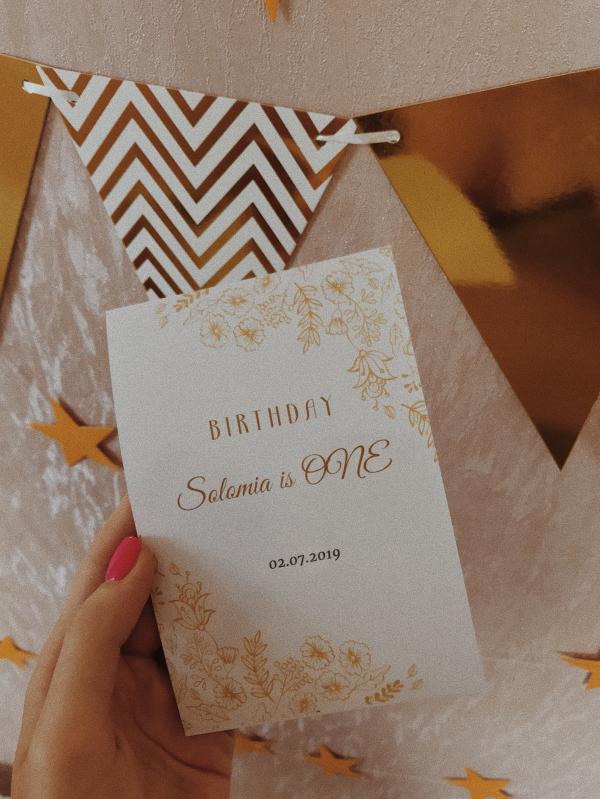 BIRTHDAY
Solomia is ONE
02.07.2019